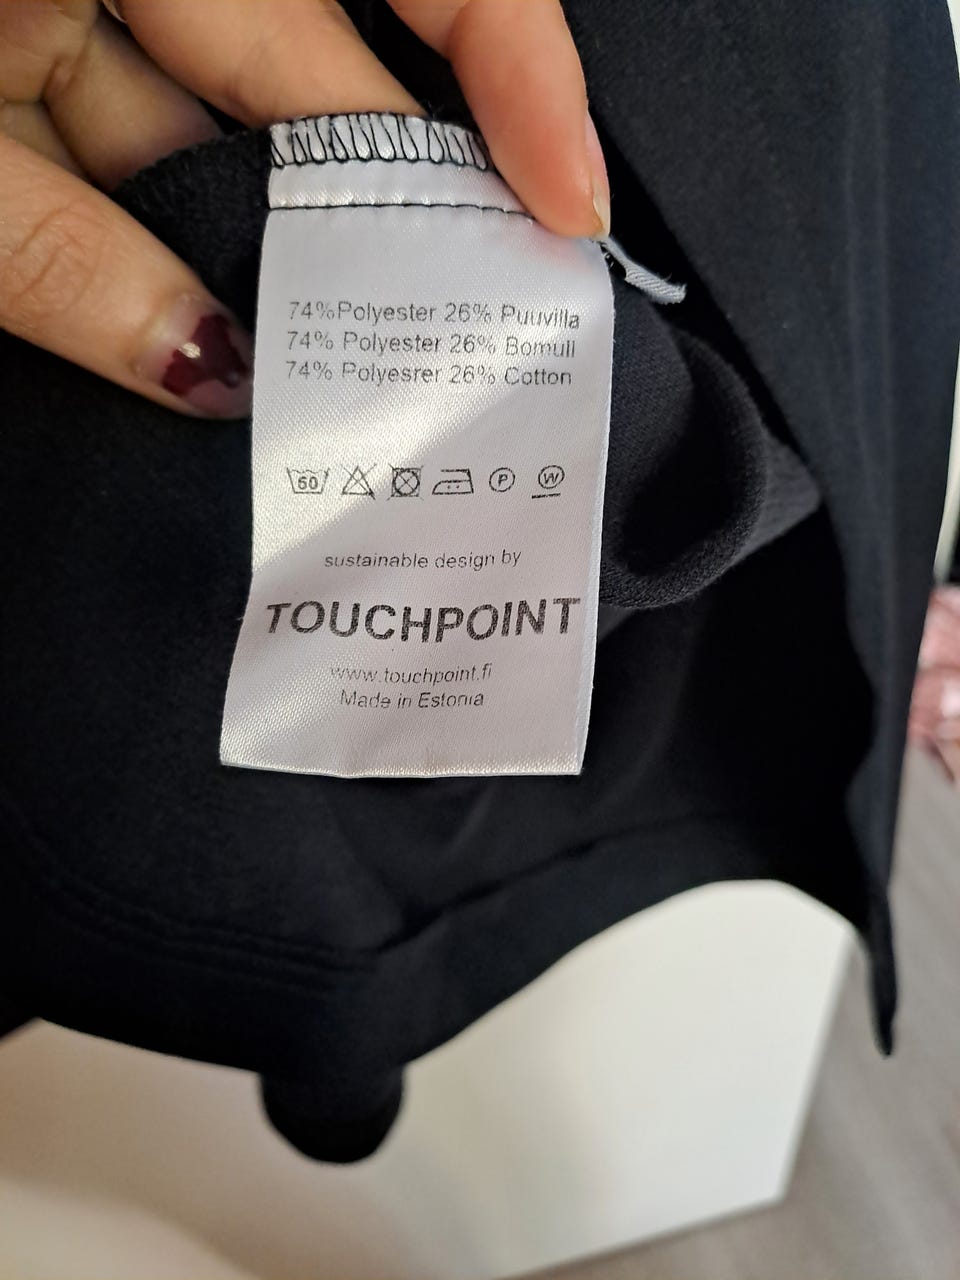 74%Polyester 26% Puuvilla
74% Polyester 26% Bomull
74% Polyesrer 26% Cotton
60 P W
sustainable design by
TOUCHPOINT
www.touchpoint.fi
Made in Estonia